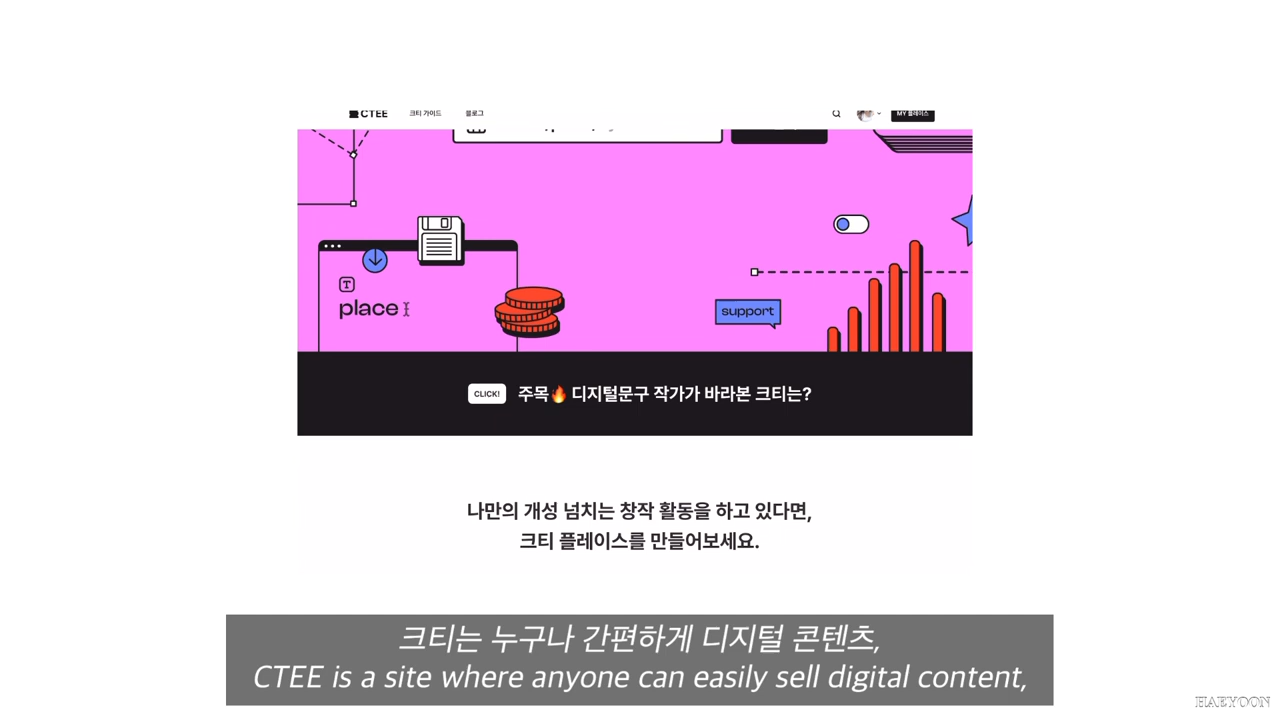 CTEE 크티 가이드 블로그 MY 플레이스
T
place
support
CLICK! 주목🔥 디지털문구 작가가 바라본 크티는?
나만의 개성 넘치는 창작 활동을 하고 있다면,
크티 플레이스를 만들어보세요.
크티는 누구나 간편하게 디지털 콘텐츠,
CTEE is a site where anyone can easily sell digital content,
HAEYOON